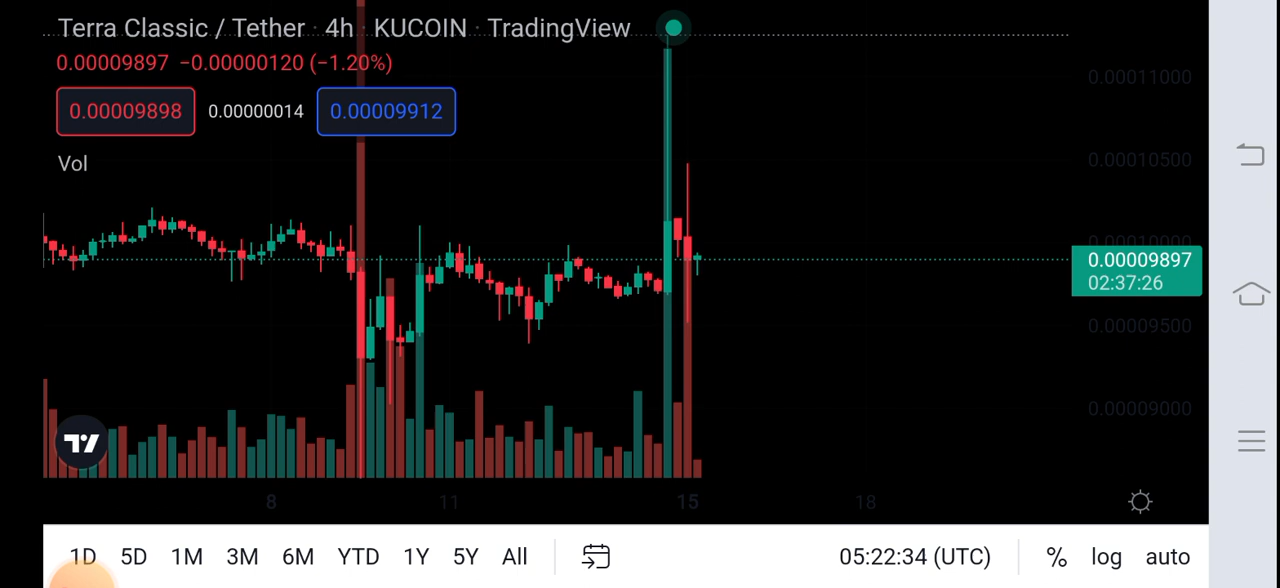 Terra Classic / Tether · 4h · KUCOIN · TradingView
0.00009897 −0.00000120 (−1.20%)
0.00009898 0.00000014 0.00009912
Vol
0.00011000
0.00010500
0.00010000
0.00009897
02:37:26
0.00009500
0.00009000
8 11 15 18
1D 5D 1M 3M 6M YTD 1Y 5Y All 05:22:34 (UTC) % log auto